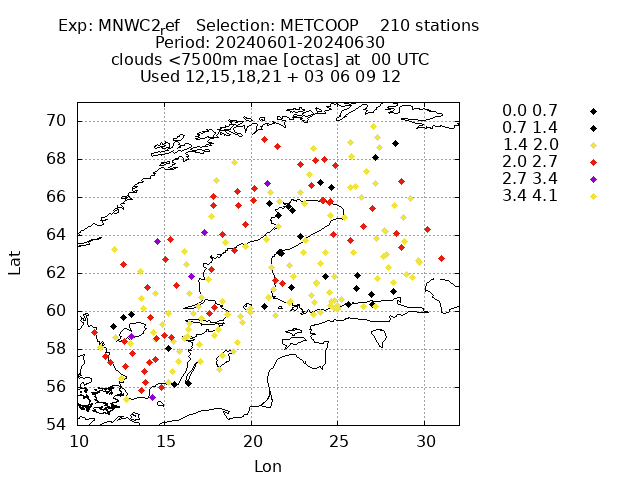 Exp: MNWC2_ref   Selection: METCOOP    210 stations
Period: 20240601-20240630
clouds <7500m mae [octas] at  00 UTC
Used 12,15,18,21 + 03 06 09 12
0.0 0.7
0.7 1.4
1.4 2.0
2.0 2.7
2.7 3.4
3.4 4.1
70
68
66
64
62
60
58
56
54
Lat
10 15 20 25 30
Lon